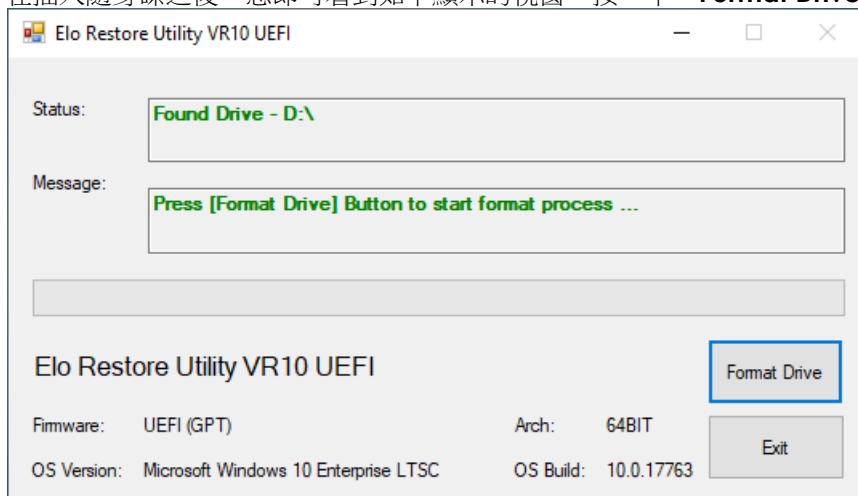 Elo Restore Utility VR10 UEFI
Status:
Found Drive - D:\
Message:
Press [Format Drive] Button to start format process ...
Elo Restore Utility VR10 UEFI
Format Drive
Firmware: UEFI (GPT) Arch: 64BIT
Exit
OS Version: Microsoft Windows 10 Enterprise LTSC OS Build: 10.0.17763